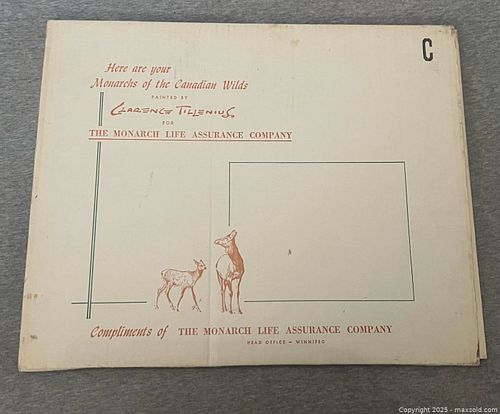 C
Here are your
Monarchs of the Canadian Wilds
PAINTED BY
CLARENCE TILLENIUS
FOR
THE MONARCH LIFE ASSURANCE COMPANY
Compliments of THE MONARCH LIFE ASSURANCE COMPANY
HEAD OFFICE - WINNIPEG
Copyright 2025 - maxsold.com